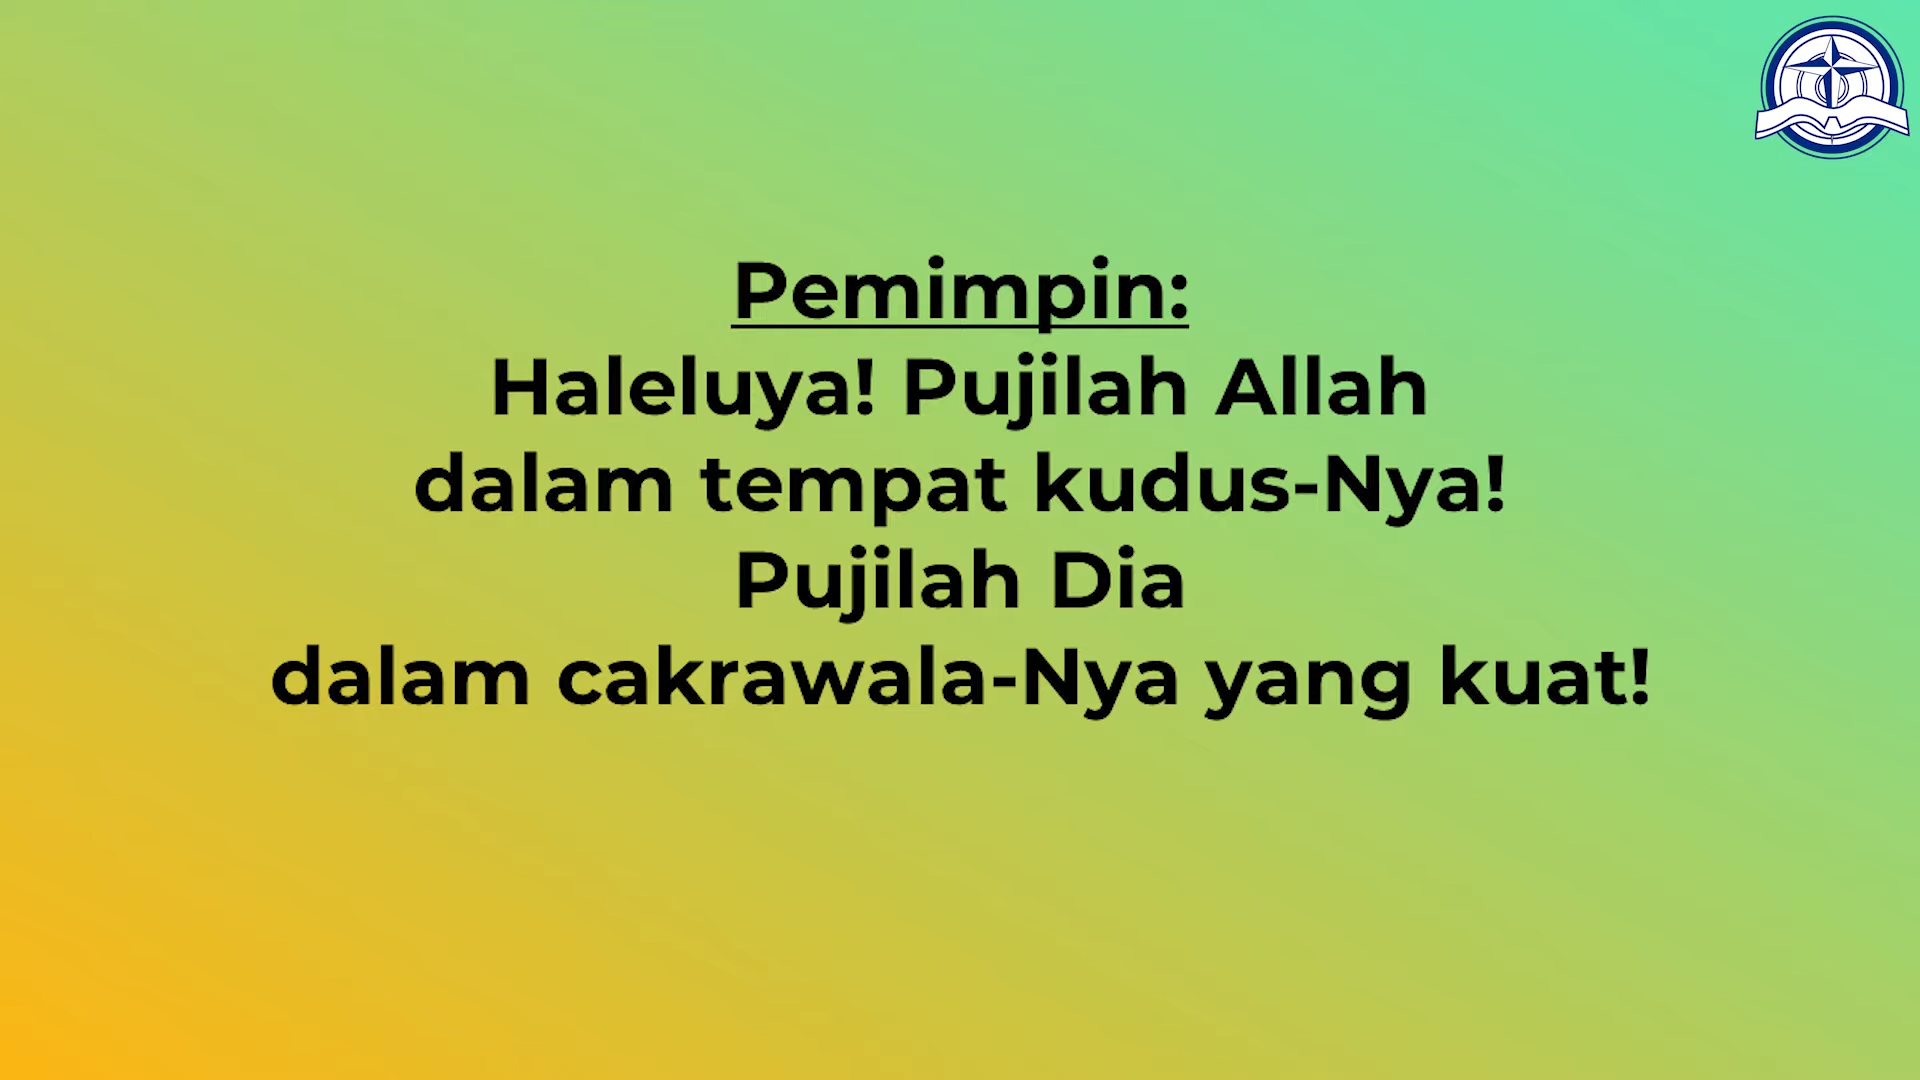 Pemimpin:
Haleluya! Pujilah Allah
dalam tempat kudus-Nya!
Pujilah Dia
dalam cakrawala-Nya yang kuat!